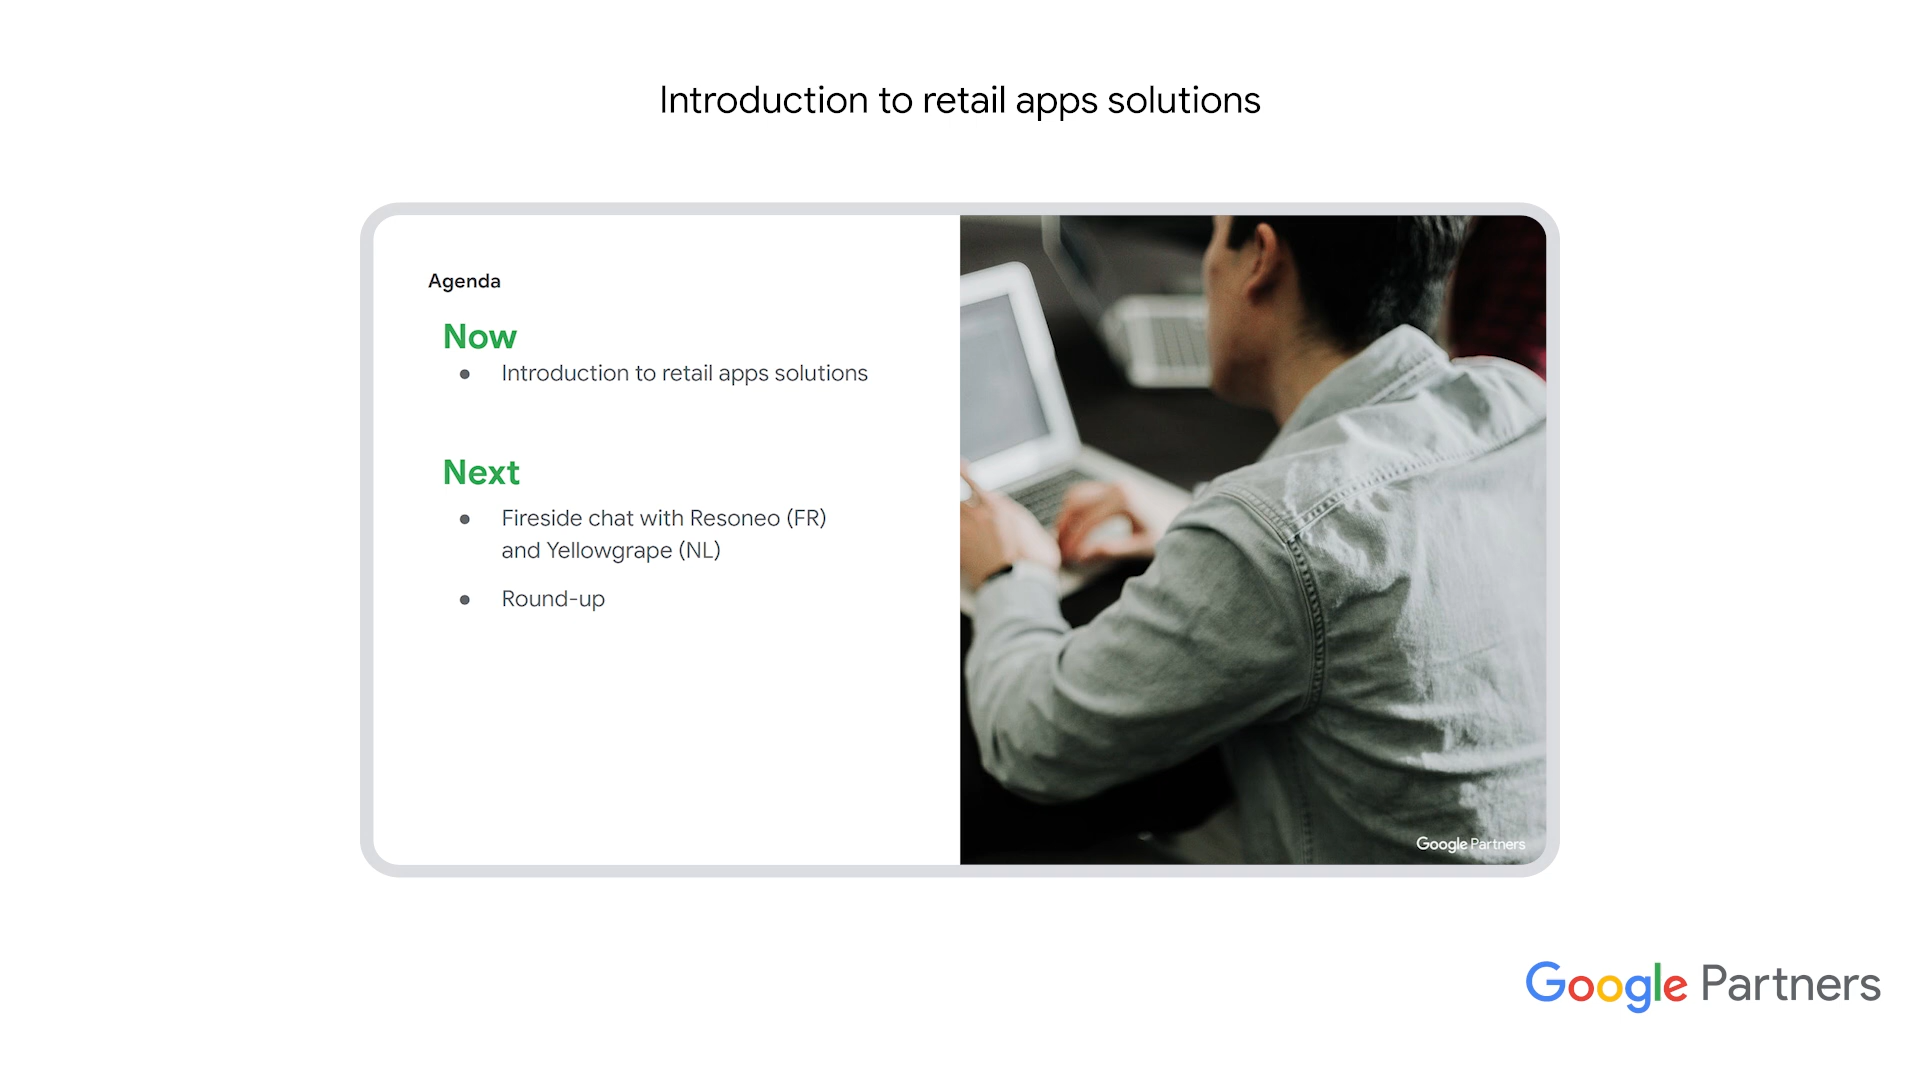 Introduction to retail apps solutions
Agenda
Now
● Introduction to retail apps solutions
Next
● Fireside chat with Resoneo (FR)
and Yellowgrape (NL)
● Round-up
Google Partners
Google Partners